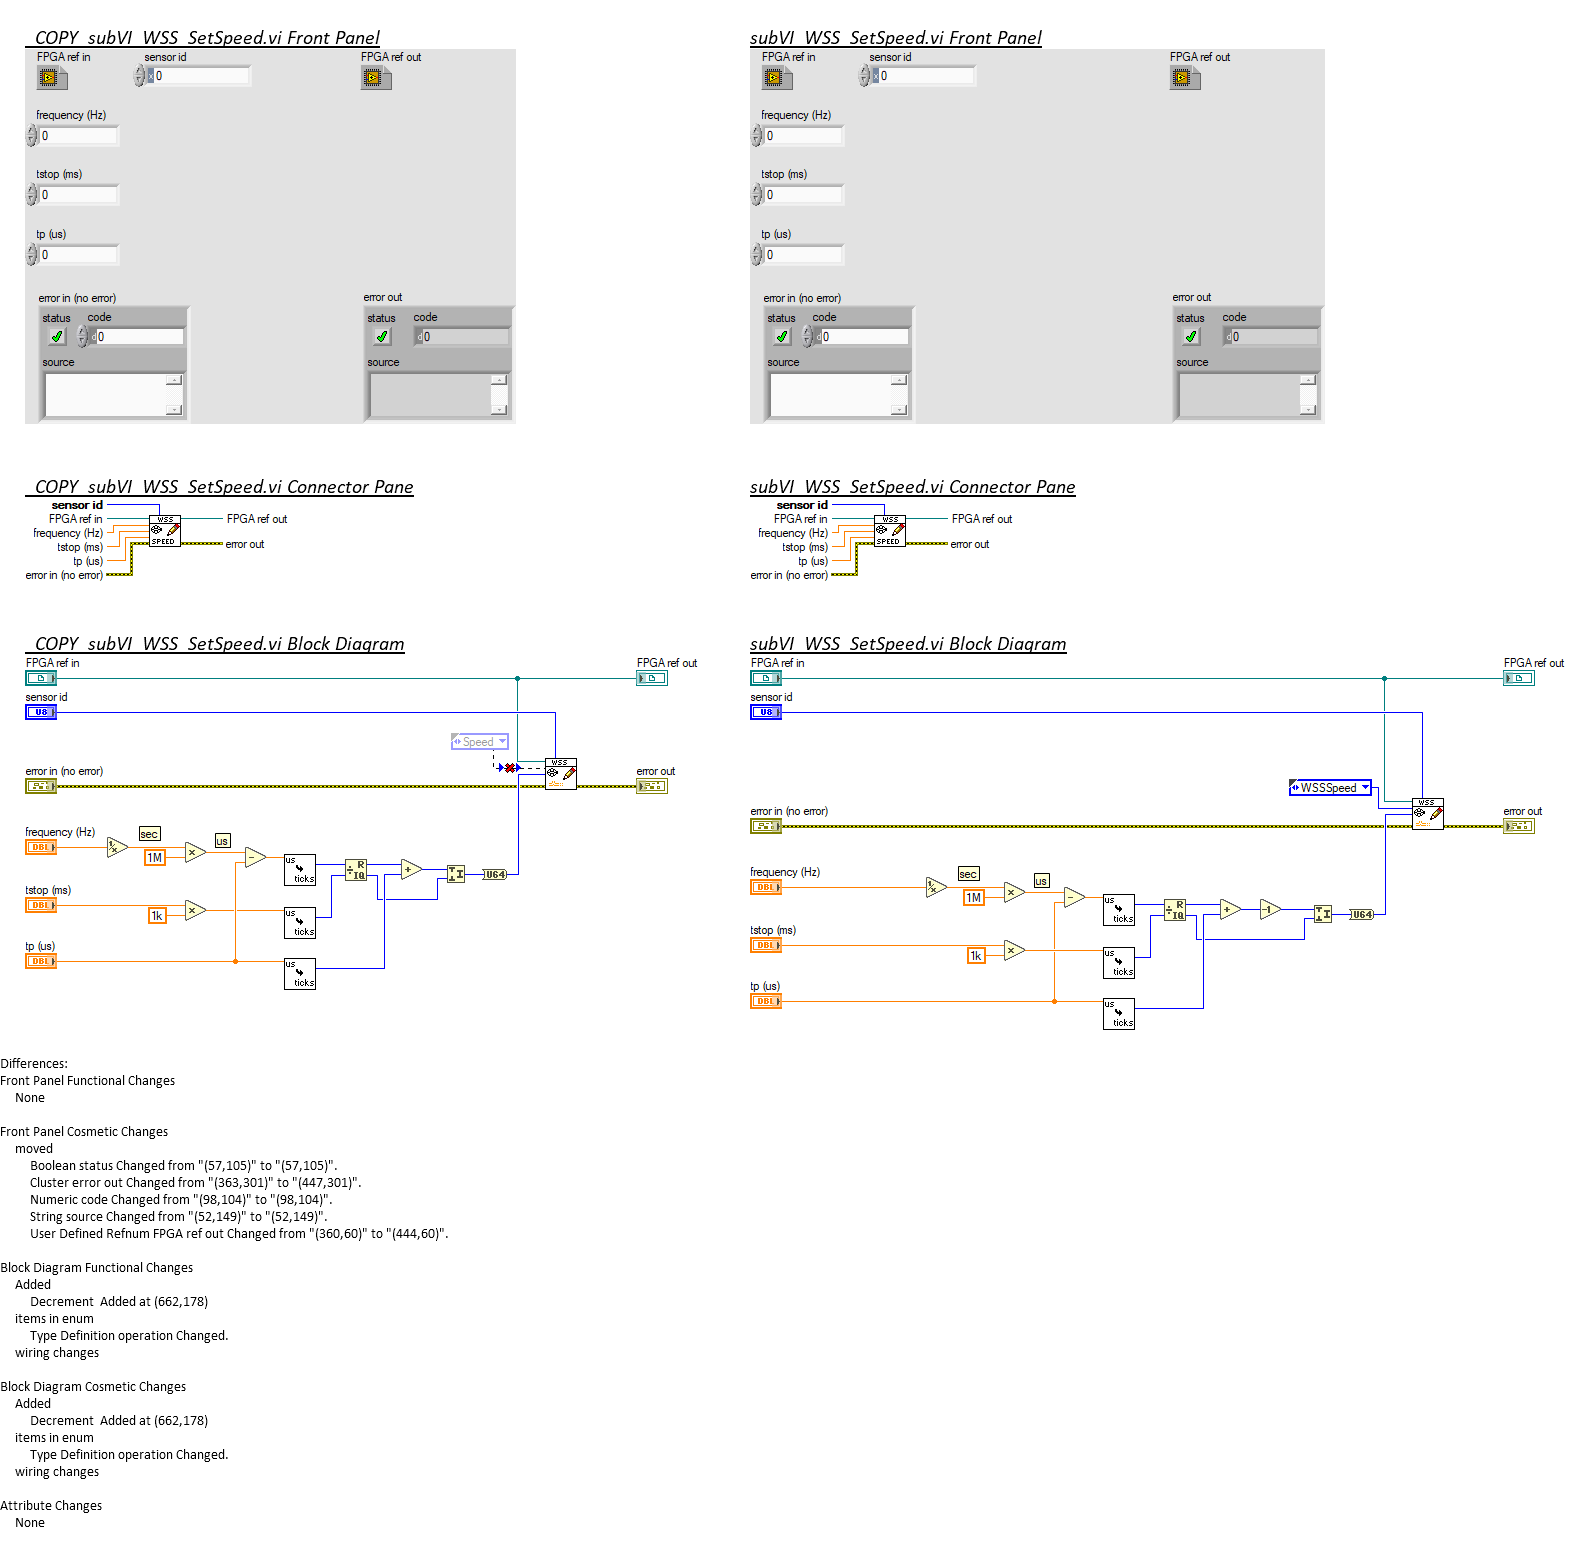 _COPY_subVI_WSS_SetSpeed.vi Front Panel
FPGA ref in
sensor id
FPGA ref out
x 0
frequency (Hz)
0
tstop (ms)
0
tp (us)
0
error in (no error)
error out
status
code
status
code
d 0
d 0
source
source
subVI_WSS_SetSpeed.vi Front Panel
FPGA ref in
sensor id
FPGA ref out
x 0
frequency (Hz)
0
tstop (ms)
0
tp (us)
0
error in (no error)
error out
status
code
status
code
d 0
d 0
source
source
_COPY_subVI_WSS_SetSpeed.vi Connector Pane
sensor id
FPGA ref in
WSS
FPGA ref out
frequency (Hz)
tstop (ms)
SPEED
error out
tp (us)
error in (no error)
subVI_WSS_SetSpeed.vi Connector Pane
sensor id
FPGA ref in
WSS
FPGA ref out
frequency (Hz)
tstop (ms)
SPEED
error out
tp (us)
error in (no error)
_COPY_subVI_WSS_SetSpeed.vi Block Diagram
FPGA ref in
FPGA ref out
sensor id
U8
Speed
WSS
error in (no error)
error out
frequency (Hz)
DBL
1/x
sec
1M
x
us
-
us
ticks
R
÷IQ
+
U64
tstop (ms)
DBL
1k
x
us
ticks
tp (us)
DBL
us
ticks
subVI_WSS_SetSpeed.vi Block Diagram
FPGA ref in
FPGA ref out
sensor id
U8
WSSSpeed
WSS
error in (no error)
error out
frequency (Hz)
DBL
1/x
sec
1M
x
us
-
us
ticks
R
÷IQ
+
-1
U64
tstop (ms)
DBL
1k
x
us
ticks
tp (us)
DBL
us
ticks
Differences:
Front Panel Functional Changes
None
Front Panel Cosmetic Changes
moved
Boolean status Changed from "(57,105)" to "(57,105)".
Cluster error out Changed from "(363,301)" to "(447,301)".
Numeric code Changed from "(98,104)" to "(98,104)".
String source Changed from "(52,149)" to "(52,149)".
User Defined Refnum FPGA ref out Changed from "(360,60)" to "(444,60)".
Block Diagram Functional Changes
Added
Decrement  Added at (662,178)
items in enum
Type Definition operation Changed.
wiring changes
Block Diagram Cosmetic Changes
Added
Decrement  Added at (662,178)
items in enum
Type Definition operation Changed.
wiring changes
Attribute Changes
None